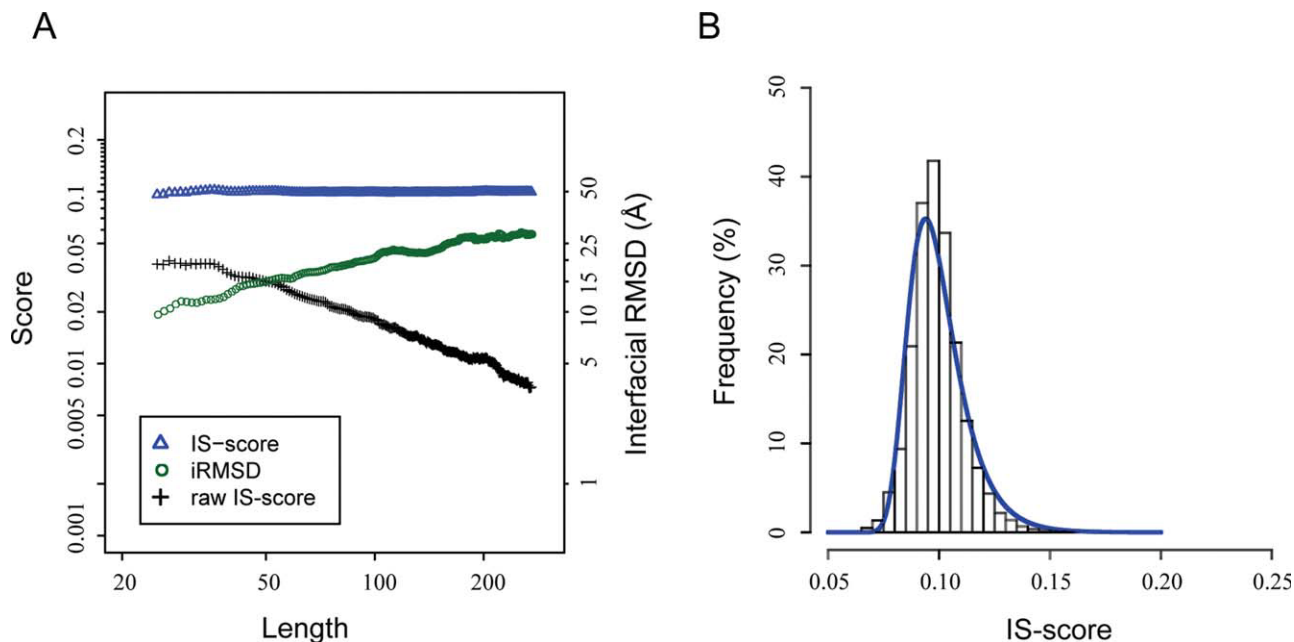 A
Score
0.2
0.1
0.05
0.02
0.01
0.005
0.001
50
25
15
10
5
1
Interfacial RMSD (Å)
IS−score
iRMSD
raw IS-score
20
50
100
200
Length
B
Frequency (%)
50
40
30
20
10
0
0.05
0.10
0.15
0.20
0.25
IS-score